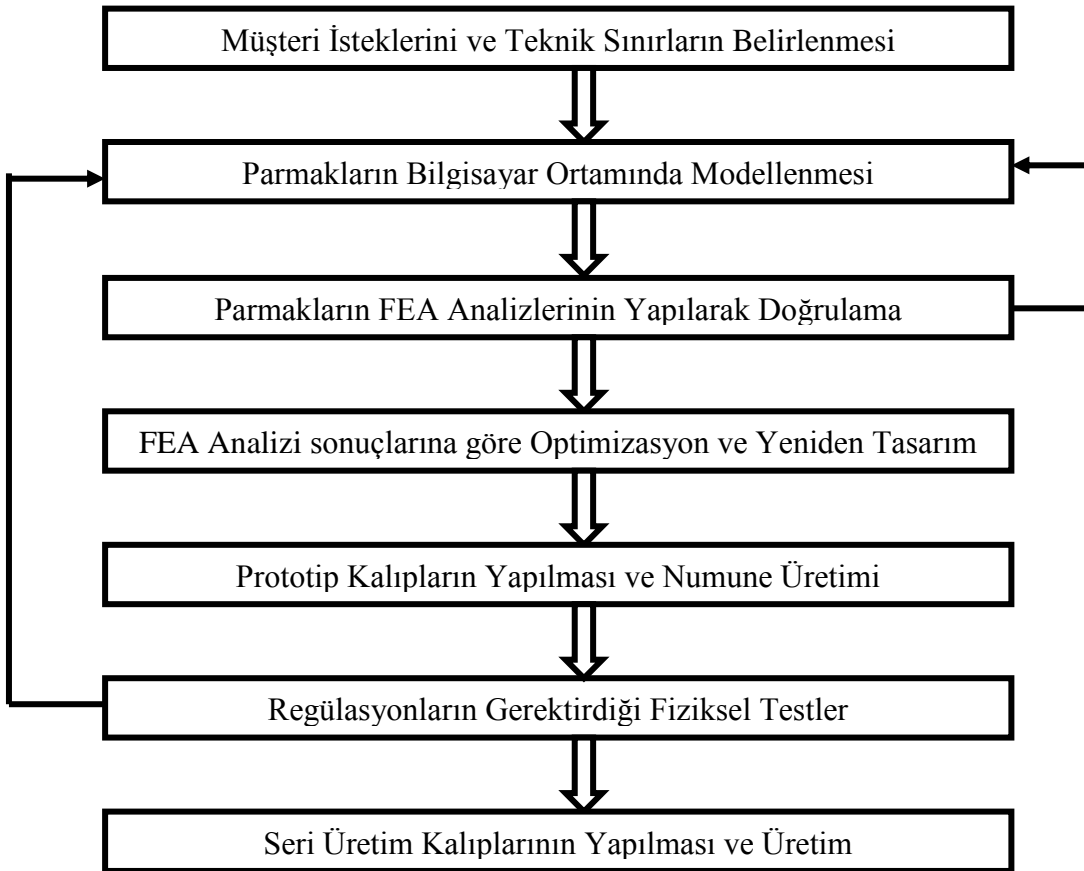 Müşteri İsteklerini ve Teknik Sınırların Belirlenmesi
Parmakların Bilgisayar Ortamında Modellenmesi
Parmakların FEA Analizlerinin Yapılarak Doğrulama
FEA Analizi sonuçlarına göre Optimizasyon ve Yeniden Tasarım
Prototip Kalıpların Yapılması ve Numune Üretimi
Regülasyonların Gerektirdiği Fiziksel Testler
Seri Üretim Kalıplarının Yapılması ve Üretim